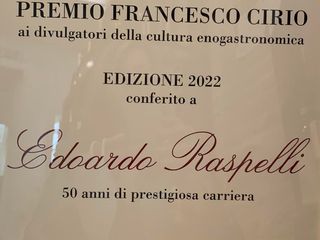 PREMIO FRANCESCO CIRIO
ai divulgatori della cultura enogastronomica
EDIZIONE 2022
conferito a
Edoardo Raspelli
50 anni di prestigiosa carriera